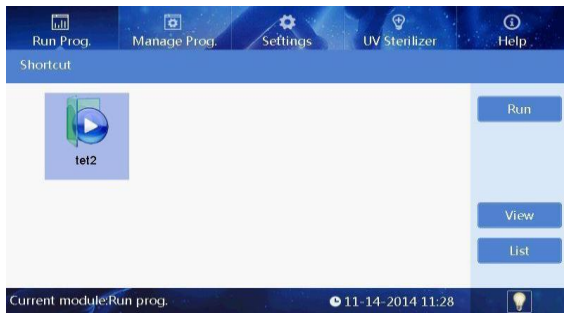 Run Prog. Manage Prog. Settings UV Sterilizer Help
Shortcut
Run
tet2
View
List
Current module:Run prog. 11-14-2014 11:28